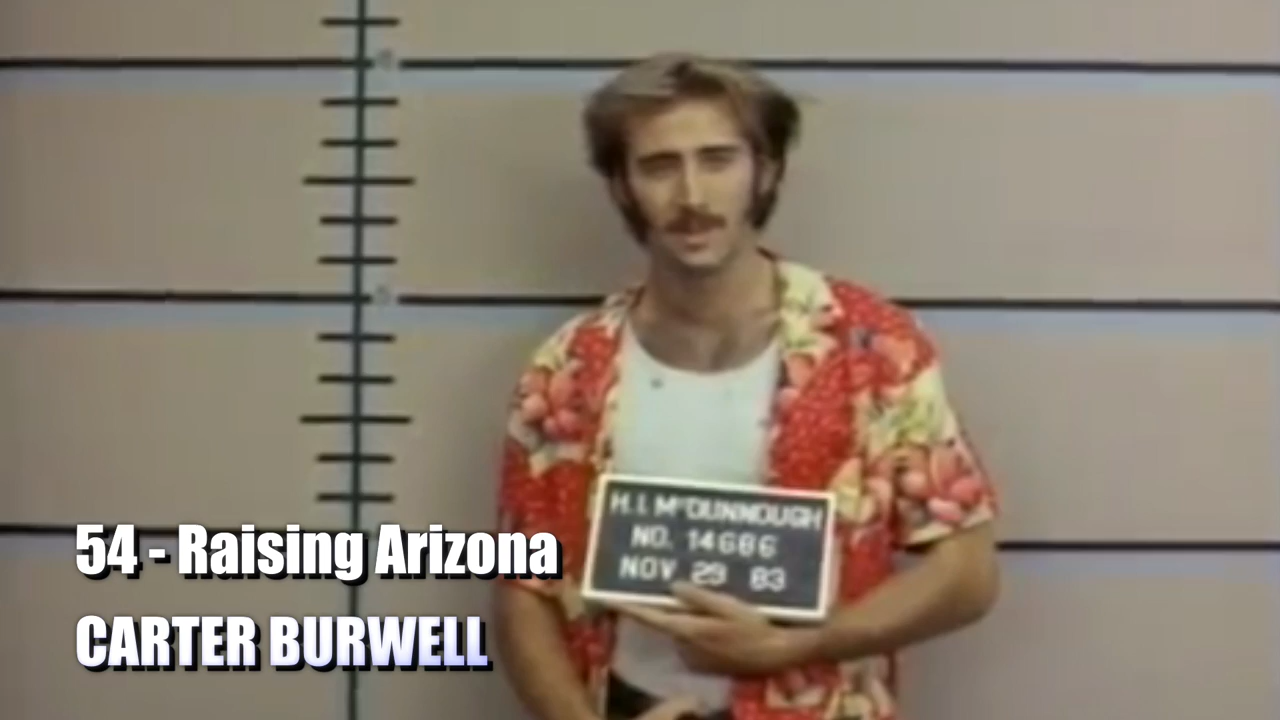 H.I. McDUNNOUGH
NO. 14686
NOV 29 83
54 - Raising Arizona
CARTER BURWELL